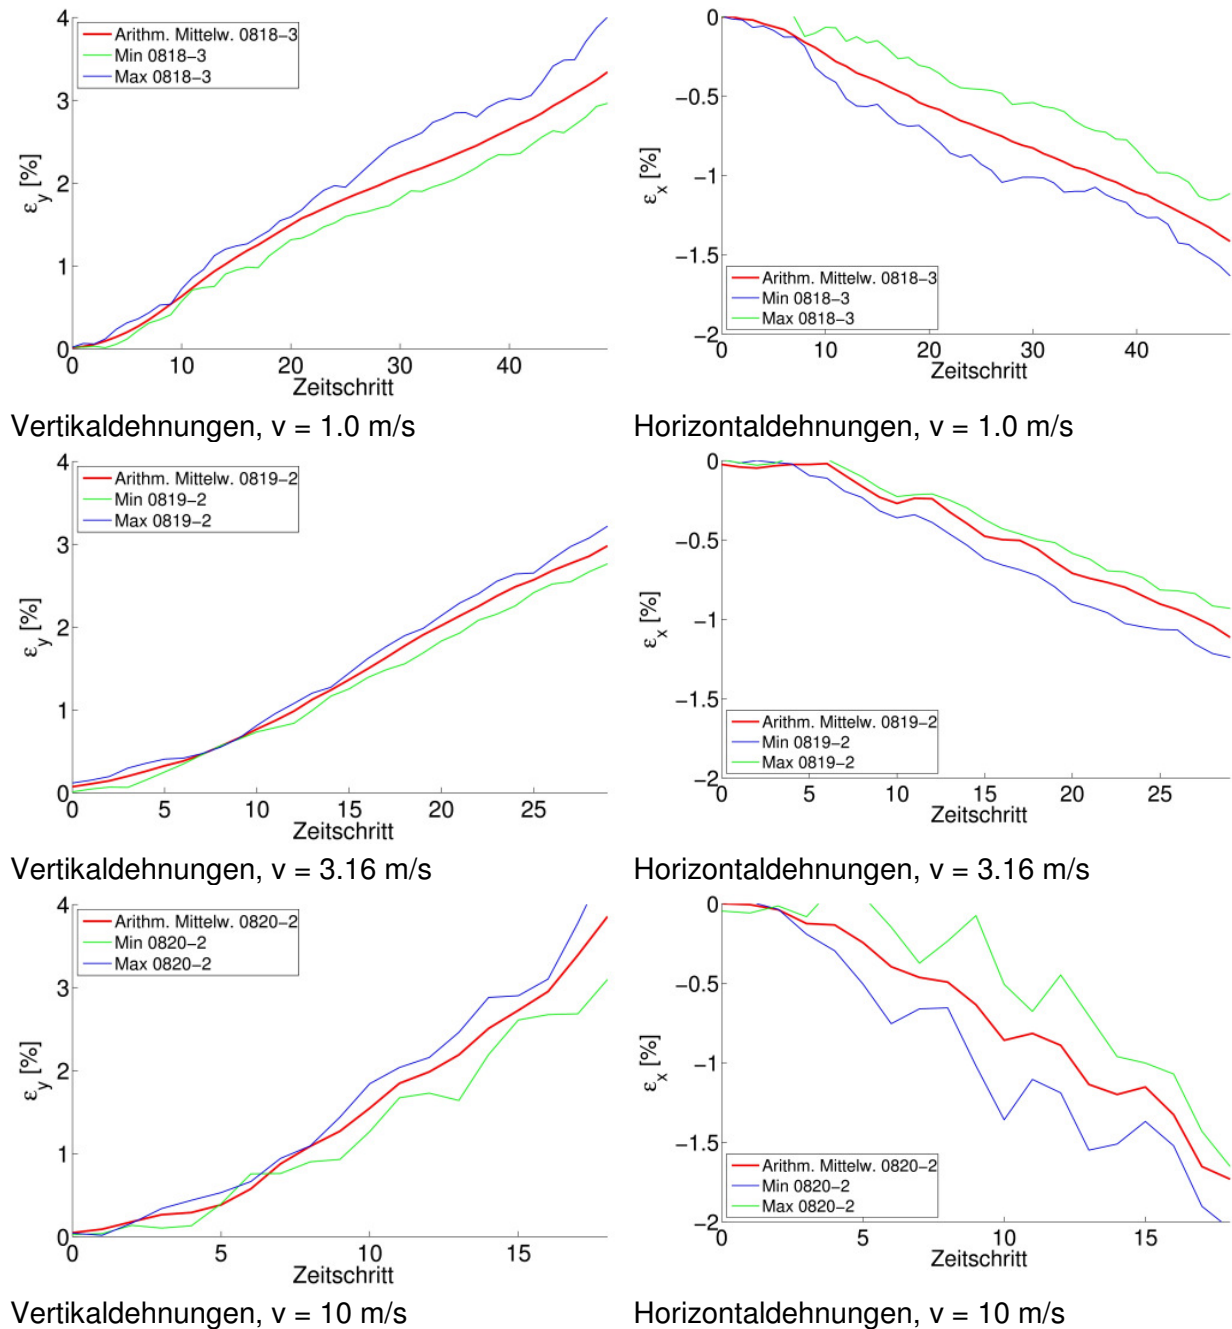 Arithm. Mittelw. 0818−3
Min 0818−3
Max 0818−3
4
3
2
1
0
10
20
30
40
εy [%]
Zeitschritt
Vertikaldehnungen, v = 1.0 m/s
0
−0.5
−1
−1.5
−2
0
10
20
30
40
εx [%]
Arithm. Mittelw. 0818−3
Min 0818−3
Max 0818−3
Zeitschritt
Horizontaldehnungen, v = 1.0 m/s
Arithm. Mittelw. 0819−2
Min 0819−2
Max 0819−2
4
3
2
1
0
0
5
10
15
20
25
εy [%]
Zeitschritt
Vertikaldehnungen, v = 3.16 m/s
0
−0.5
−1
−1.5
−2
0
5
10
15
20
25
εx [%]
Arithm. Mittelw. 0819−2
Min 0819−2
Max 0819−2
Zeitschritt
Horizontaldehnungen, v = 3.16 m/s
Arithm. Mittelw. 0820−2
Min 0820−2
Max 0820−2
4
3
2
1
0
0
5
10
15
εy [%]
Zeitschritt
Vertikaldehnungen, v = 10 m/s
0
−0.5
−1
−1.5
−2
0
5
10
15
εx [%]
Arithm. Mittelw. 0820−2
Min 0820−2
Max 0820−2
Zeitschritt
Horizontaldehnungen, v = 10 m/s